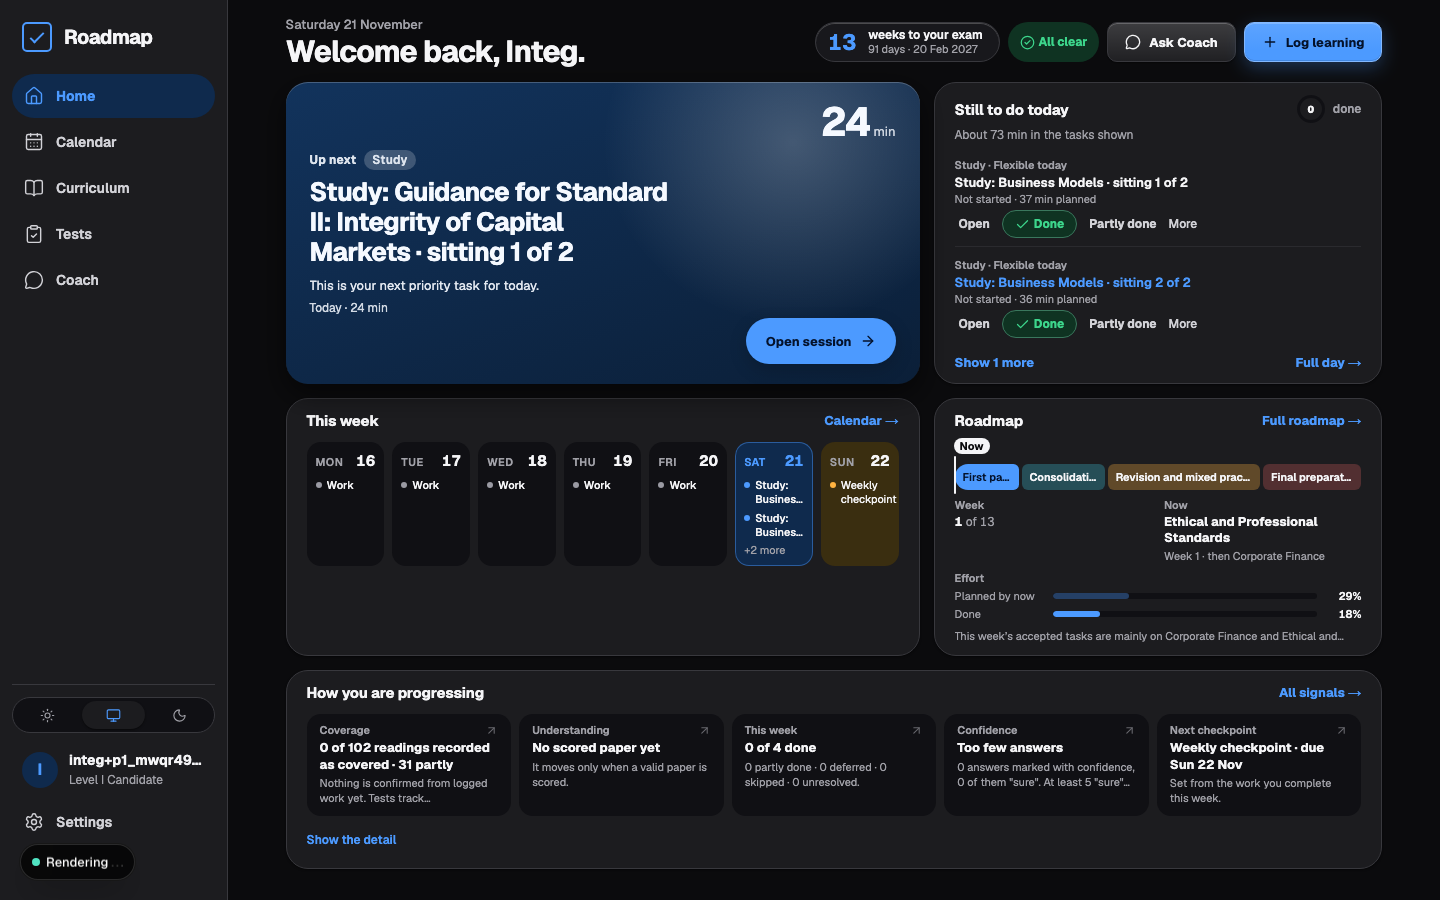 Roadmap
Home
Calendar
Curriculum
Tests
Coach
integ+p1_mwqr49...
I
Level I Candidate
Settings
Rendering ...
Saturday 21 November
Welcome back, Integ.
13
weeks to your exam
91 days · 20 Feb 2027
All clear
Ask Coach
Log learning
24 min
Up next
Study
Study: Guidance for Standard
II: Integrity of Capital
Markets · sitting 1 of 2
This is your next priority task for today.
Today · 24 min
Open session →
Still to do today
0 done
About 73 min in the tasks shown
Study · Flexible today
Study: Business Models · sitting 1 of 2
Not started · 37 min planned
Open
Done
Partly done
More
Study · Flexible today
Study: Business Models · sitting 2 of 2
Not started · 36 min planned
Open
Done
Partly done
More
Show 1 more
Full day →
This week
Calendar →
MON 16
Work
TUE 17
Work
WED 18
Work
THU 19
Work
FRI 20
Work
SAT 21
Study:
Busines...
Study:
Busines...
+2 more
SUN 22
Weekly
checkpoint
Roadmap
Full roadmap →
Now
First pa...
Consolidati...
Revision and mixed prac...
Final preparat...
Week
1 of 13
Now
Ethical and Professional
Standards
Week 1 · then Corporate Finance
Effort
Planned by now 29%
Done 18%
This week's accepted tasks are mainly on Corporate Finance and Ethical and...
How you are progressing
All signals →
Coverage
0 of 102 readings recorded
as covered · 31 partly
Nothing is confirmed from logged
work yet. Tests track...
Understanding
No scored paper yet
It moves only when a valid paper is
scored.
This week
0 of 4 done
0 partly done · 0 deferred · 0
skipped · 0 unresolved.
Confidence
Too few answers
0 answers marked with confidence,
0 of them "sure". At least 5 "sure"...
Next checkpoint
Weekly checkpoint · due
Sun 22 Nov
Set from the work you complete
this week.
Show the detail